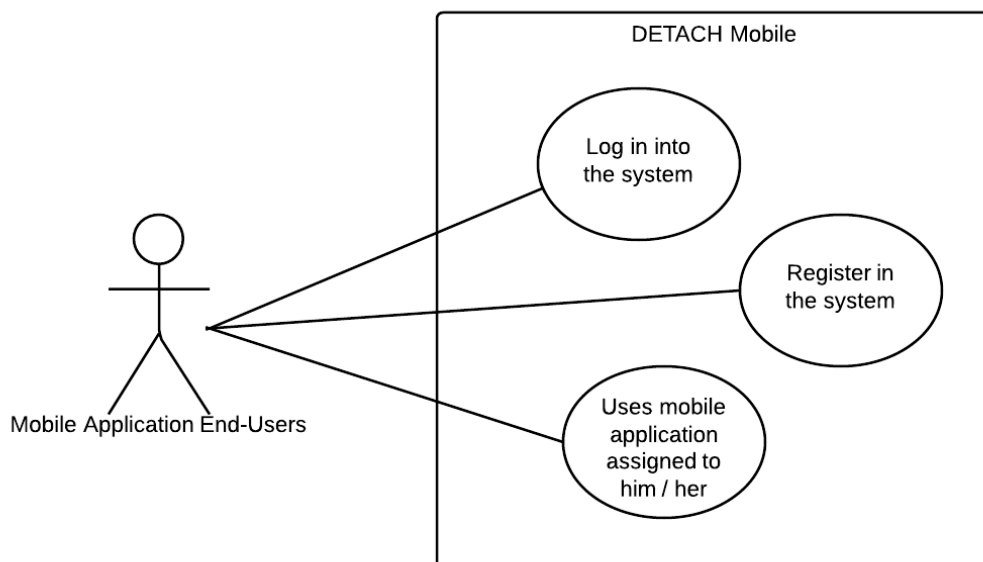 DETACH Mobile
Log in into
the system
Register in
the system
Mobile Application End-Users
Uses mobile
application
assigned to
him / her